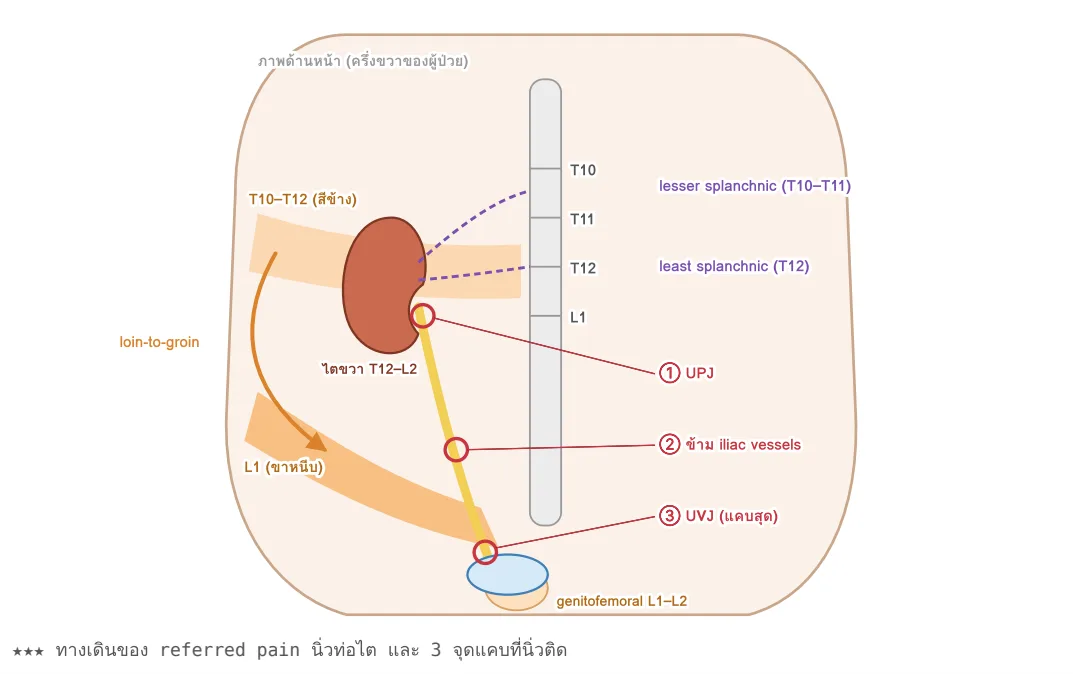 ภาพด้านหน้า (ครึ่งขวาของผู้ป่วย)
T10
lesser splanchnic (T10–T11)
T10–T12 (สีข้าง)
T11
T12
least splanchnic (T12)
L1
loin-to-groin
ไตขวา T12–L2
① UPJ
② ข้าม iliac vessels
L1 (ขาหนีบ)
③ UVJ (แคบสุด)
genitofemoral L1–L2
★★★ ทางเดินของ referred pain นิ่วท่อไต และ 3 จุดแคบที่นิ่วติด